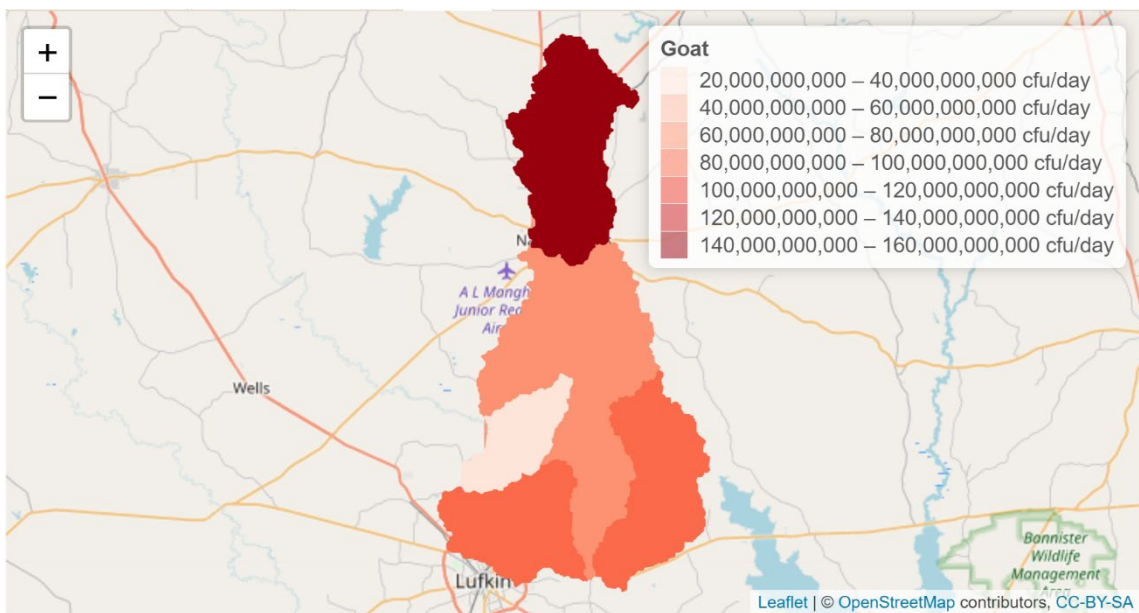 +
−
Goat
20,000,000,000 – 40,000,000,000 cfu/day
40,000,000,000 – 60,000,000,000 cfu/day
60,000,000,000 – 80,000,000,000 cfu/day
80,000,000,000 – 100,000,000,000 cfu/day
100,000,000,000 – 120,000,000,000 cfu/day
120,000,000,000 – 140,000,000,000 cfu/day
140,000,000,000 – 160,000,000,000 cfu/day
Na
A L Mangh
Junior Re
Air
Wells
Lufkin
Bannister
Wildlife
Management
Area
Leaflet | © OpenStreetMap contributors, CC-BY-SA